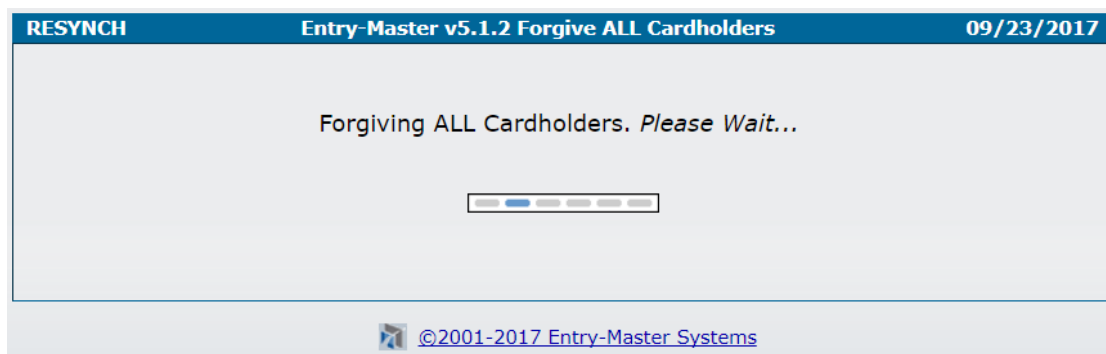 RESYNCH Entry-Master v5.1.2 Forgive ALL Cardholders 09/23/2017
Forgiving ALL Cardholders. Please Wait...
©2001-2017 Entry-Master Systems